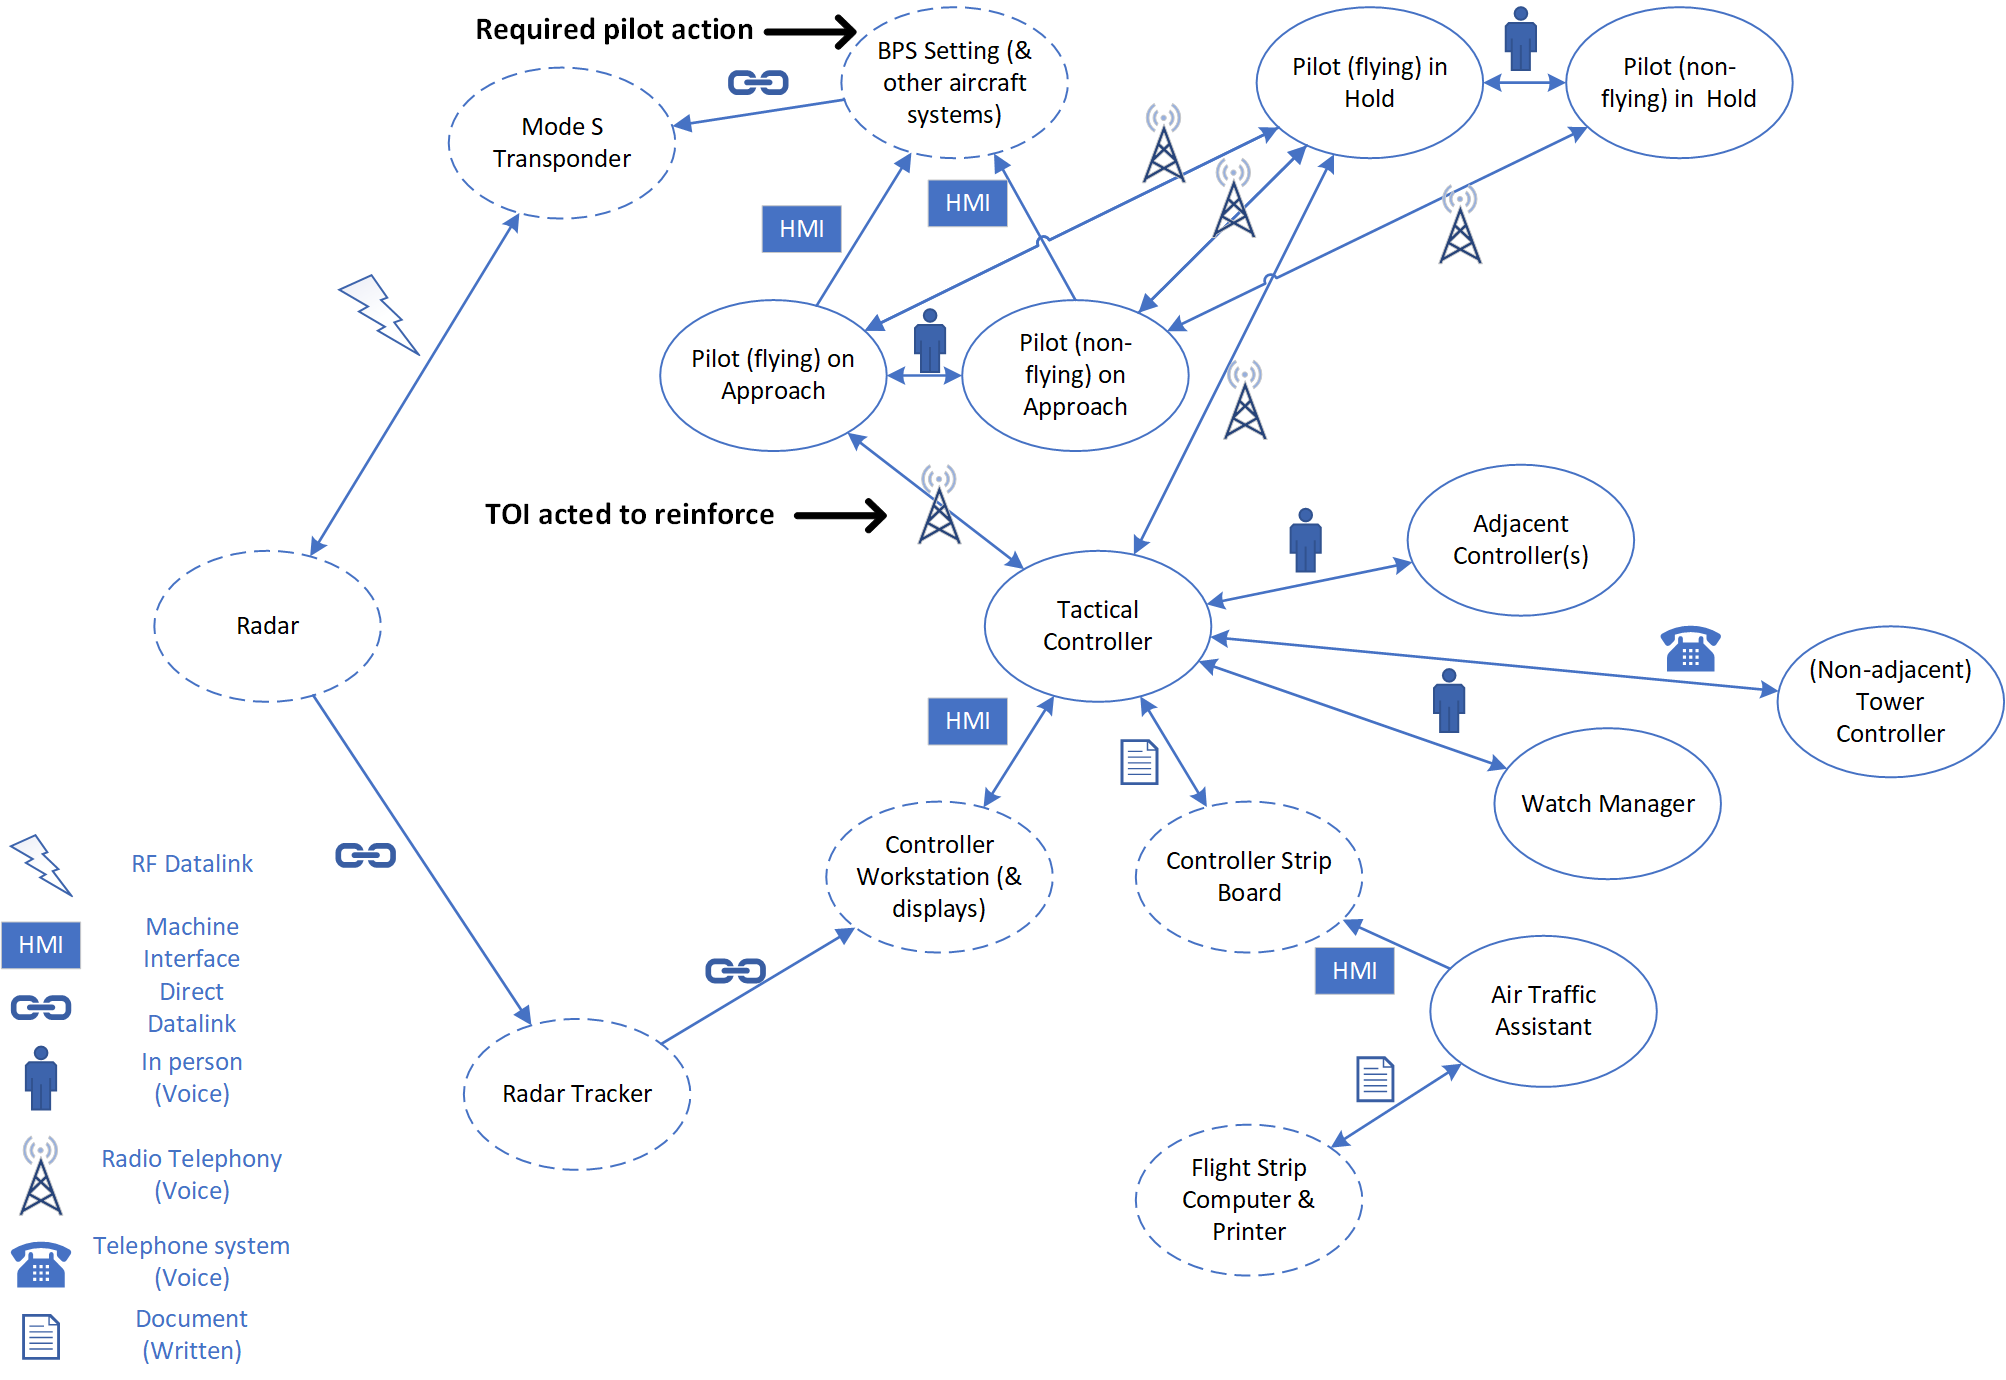 Required pilot action
BPS Setting (&
other aircraft
systems)
Pilot (flying) in
Hold
Pilot (non-
flying) in Hold
Mode S
Transponder
HMI
HMI
Pilot (flying) on
Approach
Pilot (non-
flying) on
Approach
TOI acted to reinforce
Adjacent
Controller(s)
Radar
Tactical
Controller
(Non-adjacent)
Tower
Controller
HMI
Watch Manager
Controller
Workstation (&
displays)
Controller Strip
Board
HMI
Air Traffic
Assistant
Radar Tracker
Flight Strip
Computer &
Printer
RF Datalink
HMI
Machine
Interface
Direct
Datalink
In person
(Voice)
Radio Telephony
(Voice)
Telephone system
(Voice)
Document
(Written)